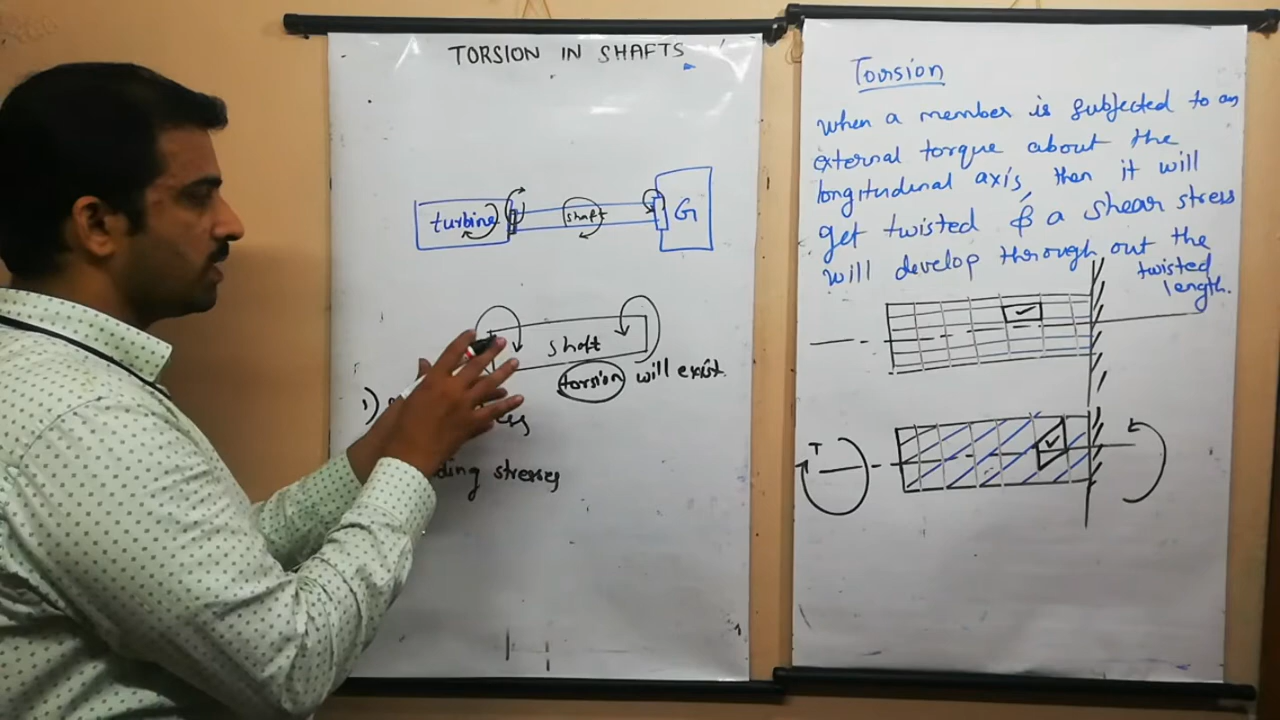 TORSION IN SHAFTS
turbine
shaft
G
shaft
torsion will exist.
1)
stresses
Torsion
when a member is subjected to an
external torque about the
longitudinal axis, then it will
get twisted & a shear stress
will develop through out the
twisted
length.
T